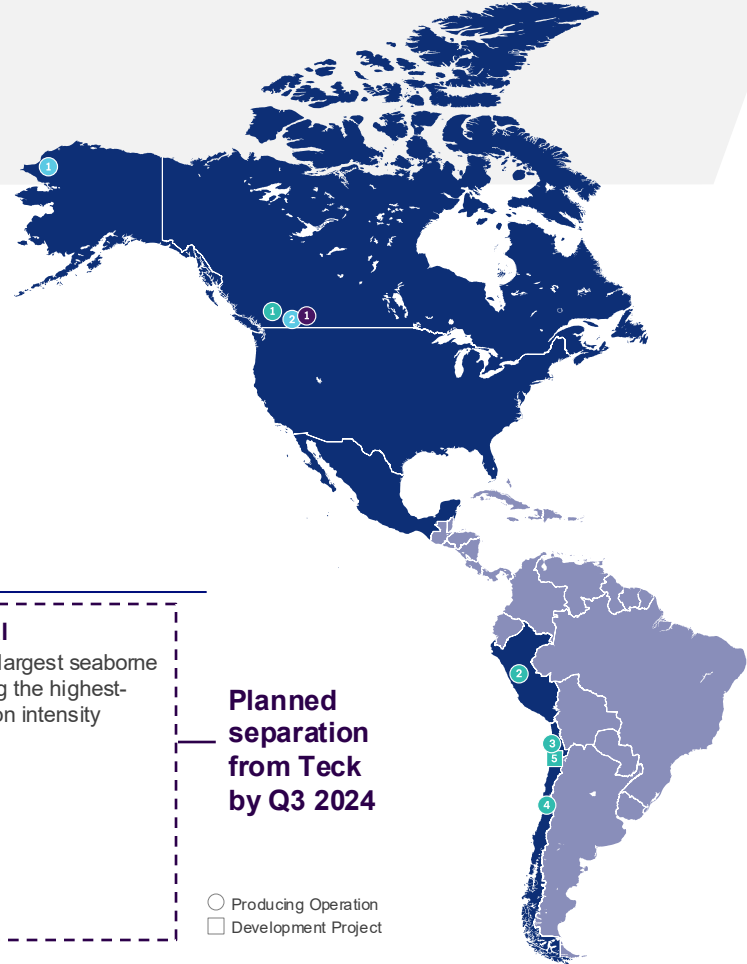 1
1
2
1
l
largest seaborne
g the highest-
on intensity
Planned
separation
from Teck
by Q3 2024
2
3
5
4
Producing Operation
Development Project